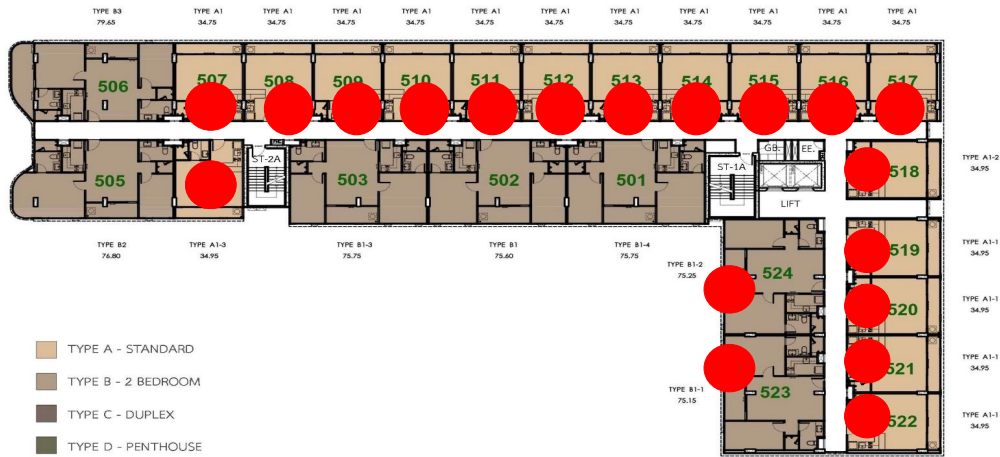 TYPE B3 TYPE A1 TYPE A1 TYPE A1 TYPE A1 TYPE A1 TYPE A1 TYPE A1 TYPE A1 TYPE A1 TYPE A1 TYPE A1
79.65 34.75 34.75 34.75 34.75 34.75 34.75 34.75 34.75 34.75 34.75 34.75
506 507 508 509 510 511 512 513 514 515 516 517
GB. EE.
ST-2A ST-1A
505 503 502 501 518
TYPE A1-2
34.95
LIFT
TYPE B2 TYPE A1-3 TYPE B1-3 TYPE B1 TYPE B1-4
76.80 34.95 75.75 75.60 75.75
519
TYPE A1-1
34.95
TYPE B1-2
75.25
524
520
TYPE A1-1
34.95
TYPE A - STANDARD
521
TYPE A1-1
34.95
TYPE B - 2 BEDROOM
TYPE B1-1
75.15
523
TYPE C - DUPLEX
522
TYPE A1-1
34.95
TYPE D - PENTHOUSE